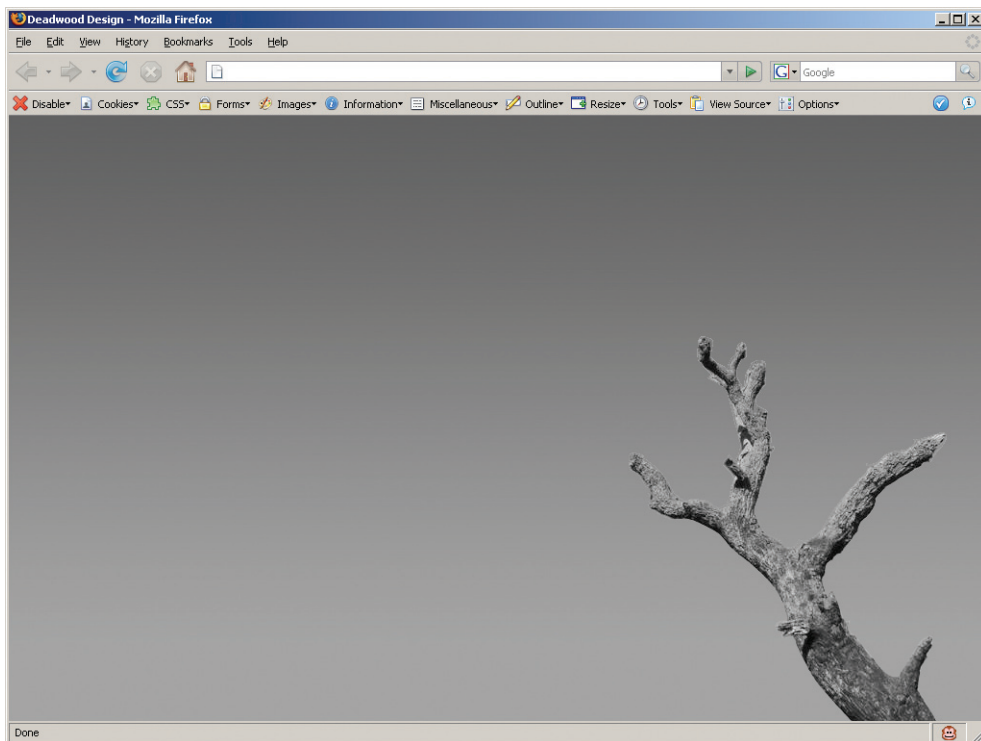 Deadwood Design - Mozilla Firefox
File Edit View History Bookmarks Tools Help
G Google
Disable Cookies CSS Forms Images Information Miscellaneous Outline Resize Tools View Source Options
Done